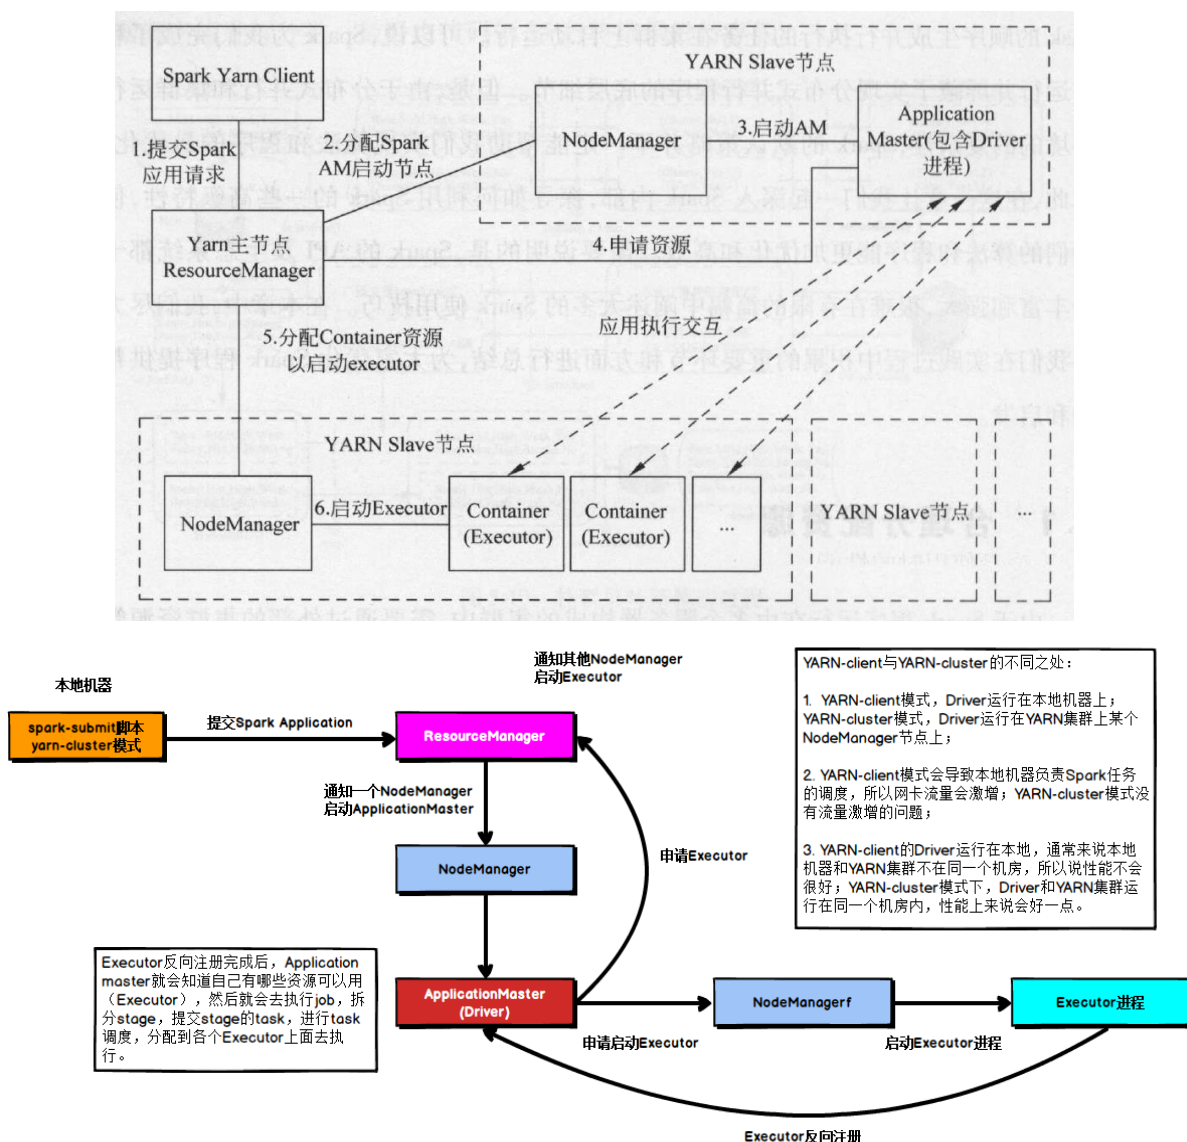 Spark Yarn Client
YARN Slave节点
NodeManager
3.启动AM
Application
Master(包含Driver
进程)
1.提交Spark
应用请求
2.分配Spark
AM启动节点
Yarn主节点
ResourceManager
4.申请资源
应用执行交互
5.分配Container资源
以启动executor
YARN Slave节点
NodeManager
6.启动Executor
Container
(Executor)
Container
(Executor)
...
YARN Slave节点
...
本地机器
spark-submit脚本
yarn-cluster模式
提交Spark Application
ResourceManager
通知其他NodeManager
启动Executor
通知一个NodeManager
启动ApplicationMaster
NodeManager
申请Executor
YARN-client与YARN-cluster的不同之处：
1. YARN-client模式，Driver运行在本地机器上；
YARN-cluster模式，Driver运行在YARN集群上某个
NodeManager节点上；
2. YARN-client模式会导致本地机器负责Spark任务
的调度，所以网卡流量会激增；YARN-cluster模式没
有流量激增的问题；
3. YARN-client的Driver运行在本地，通常来说本地
机器和YARN集群不在同一个机房，所以说性能不会
很好；YARN-cluster模式下，Driver和YARN集群运
行在同一个机房内，性能上来说会好一点。
Executor反向注册完成后，Application
master就会知道自己有哪些资源可以用
（Executor），然后就会去执行job，拆
分stage，提交stage的task，进行task
调度，分配到各个Executor上面去执
行。
ApplicationMaster
(Driver)
申请启动Executor
NodeManagerf
启动Executor进程
Executor进程
Executor反向注册